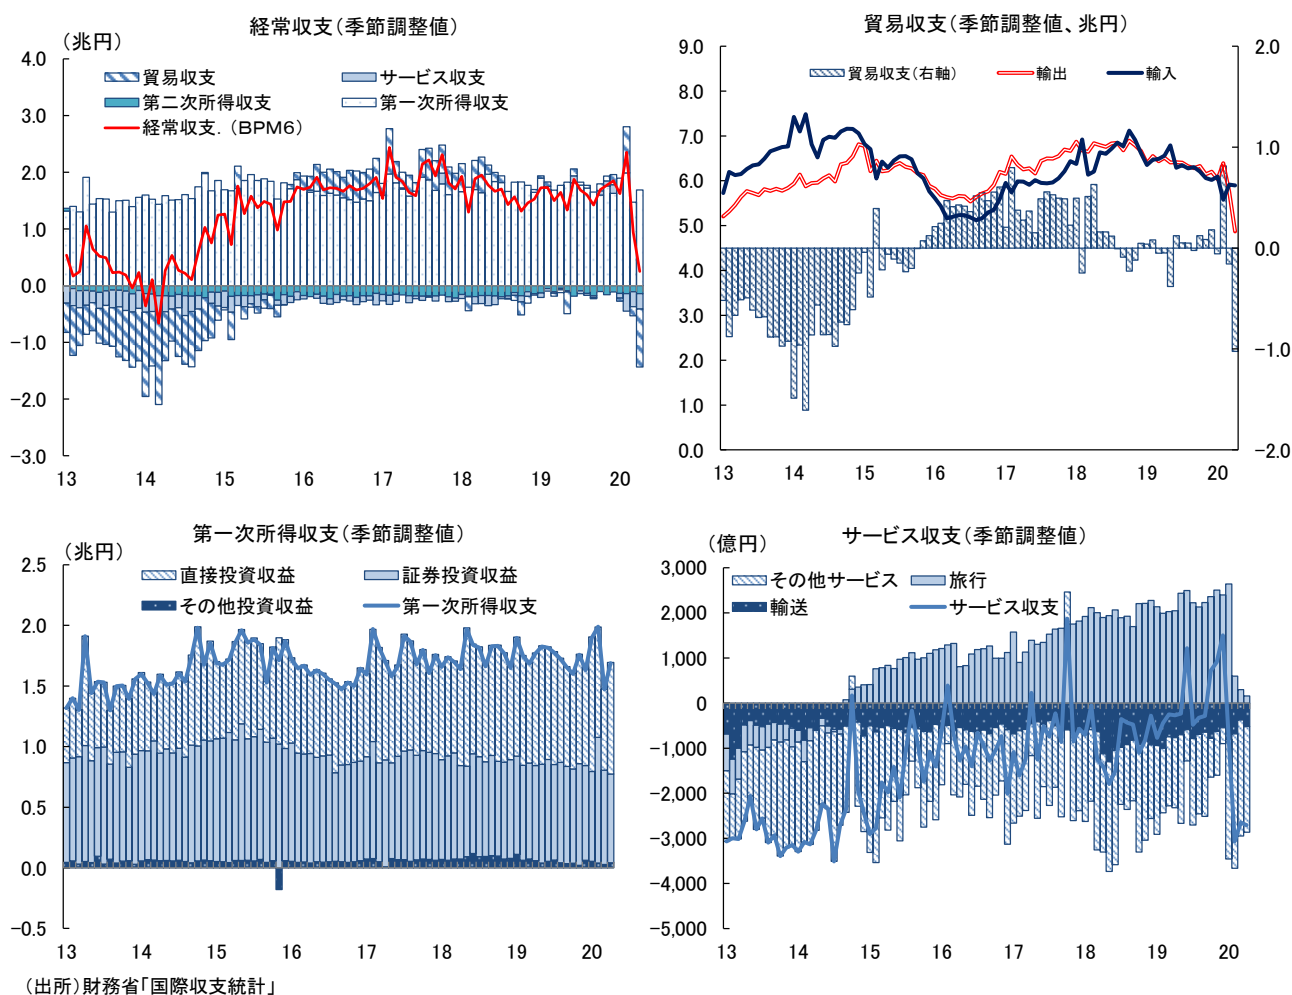 経常収支（季節調整値）
（兆円）
4.0
3.0
2.0
1.0
0.0
−1.0
−2.0
−3.0
貿易収支
サービス収支
第二次所得収支
第一次所得収支
経常収支．（BPM6）
13 14 15 16 17 18 19 20
貿易収支（季節調整値、兆円）
9.0
8.0
7.0
6.0
5.0
4.0
3.0
2.0
1.0
0.0
貿易収支（右軸） 輸出 輸入
2.0
1.0
0.0
−1.0
−2.0
13 14 15 16 17 18 19 20
第一次所得収支（季節調整値）
（兆円）
2.5
2.0
1.5
1.0
0.5
0.0
−0.5
直接投資収益
証券投資収益
その他投資収益
第一次所得収支
13 14 15 16 17 18 19 20
サービス収支（季節調整値）
（億円）
3,000
2,000
1,000
0
−1,000
−2,000
−3,000
−4,000
−5,000
その他サービス
旅行
輸送
サービス収支
13 14 15 16 17 18 19 20
（出所）財務省「国際収支統計」